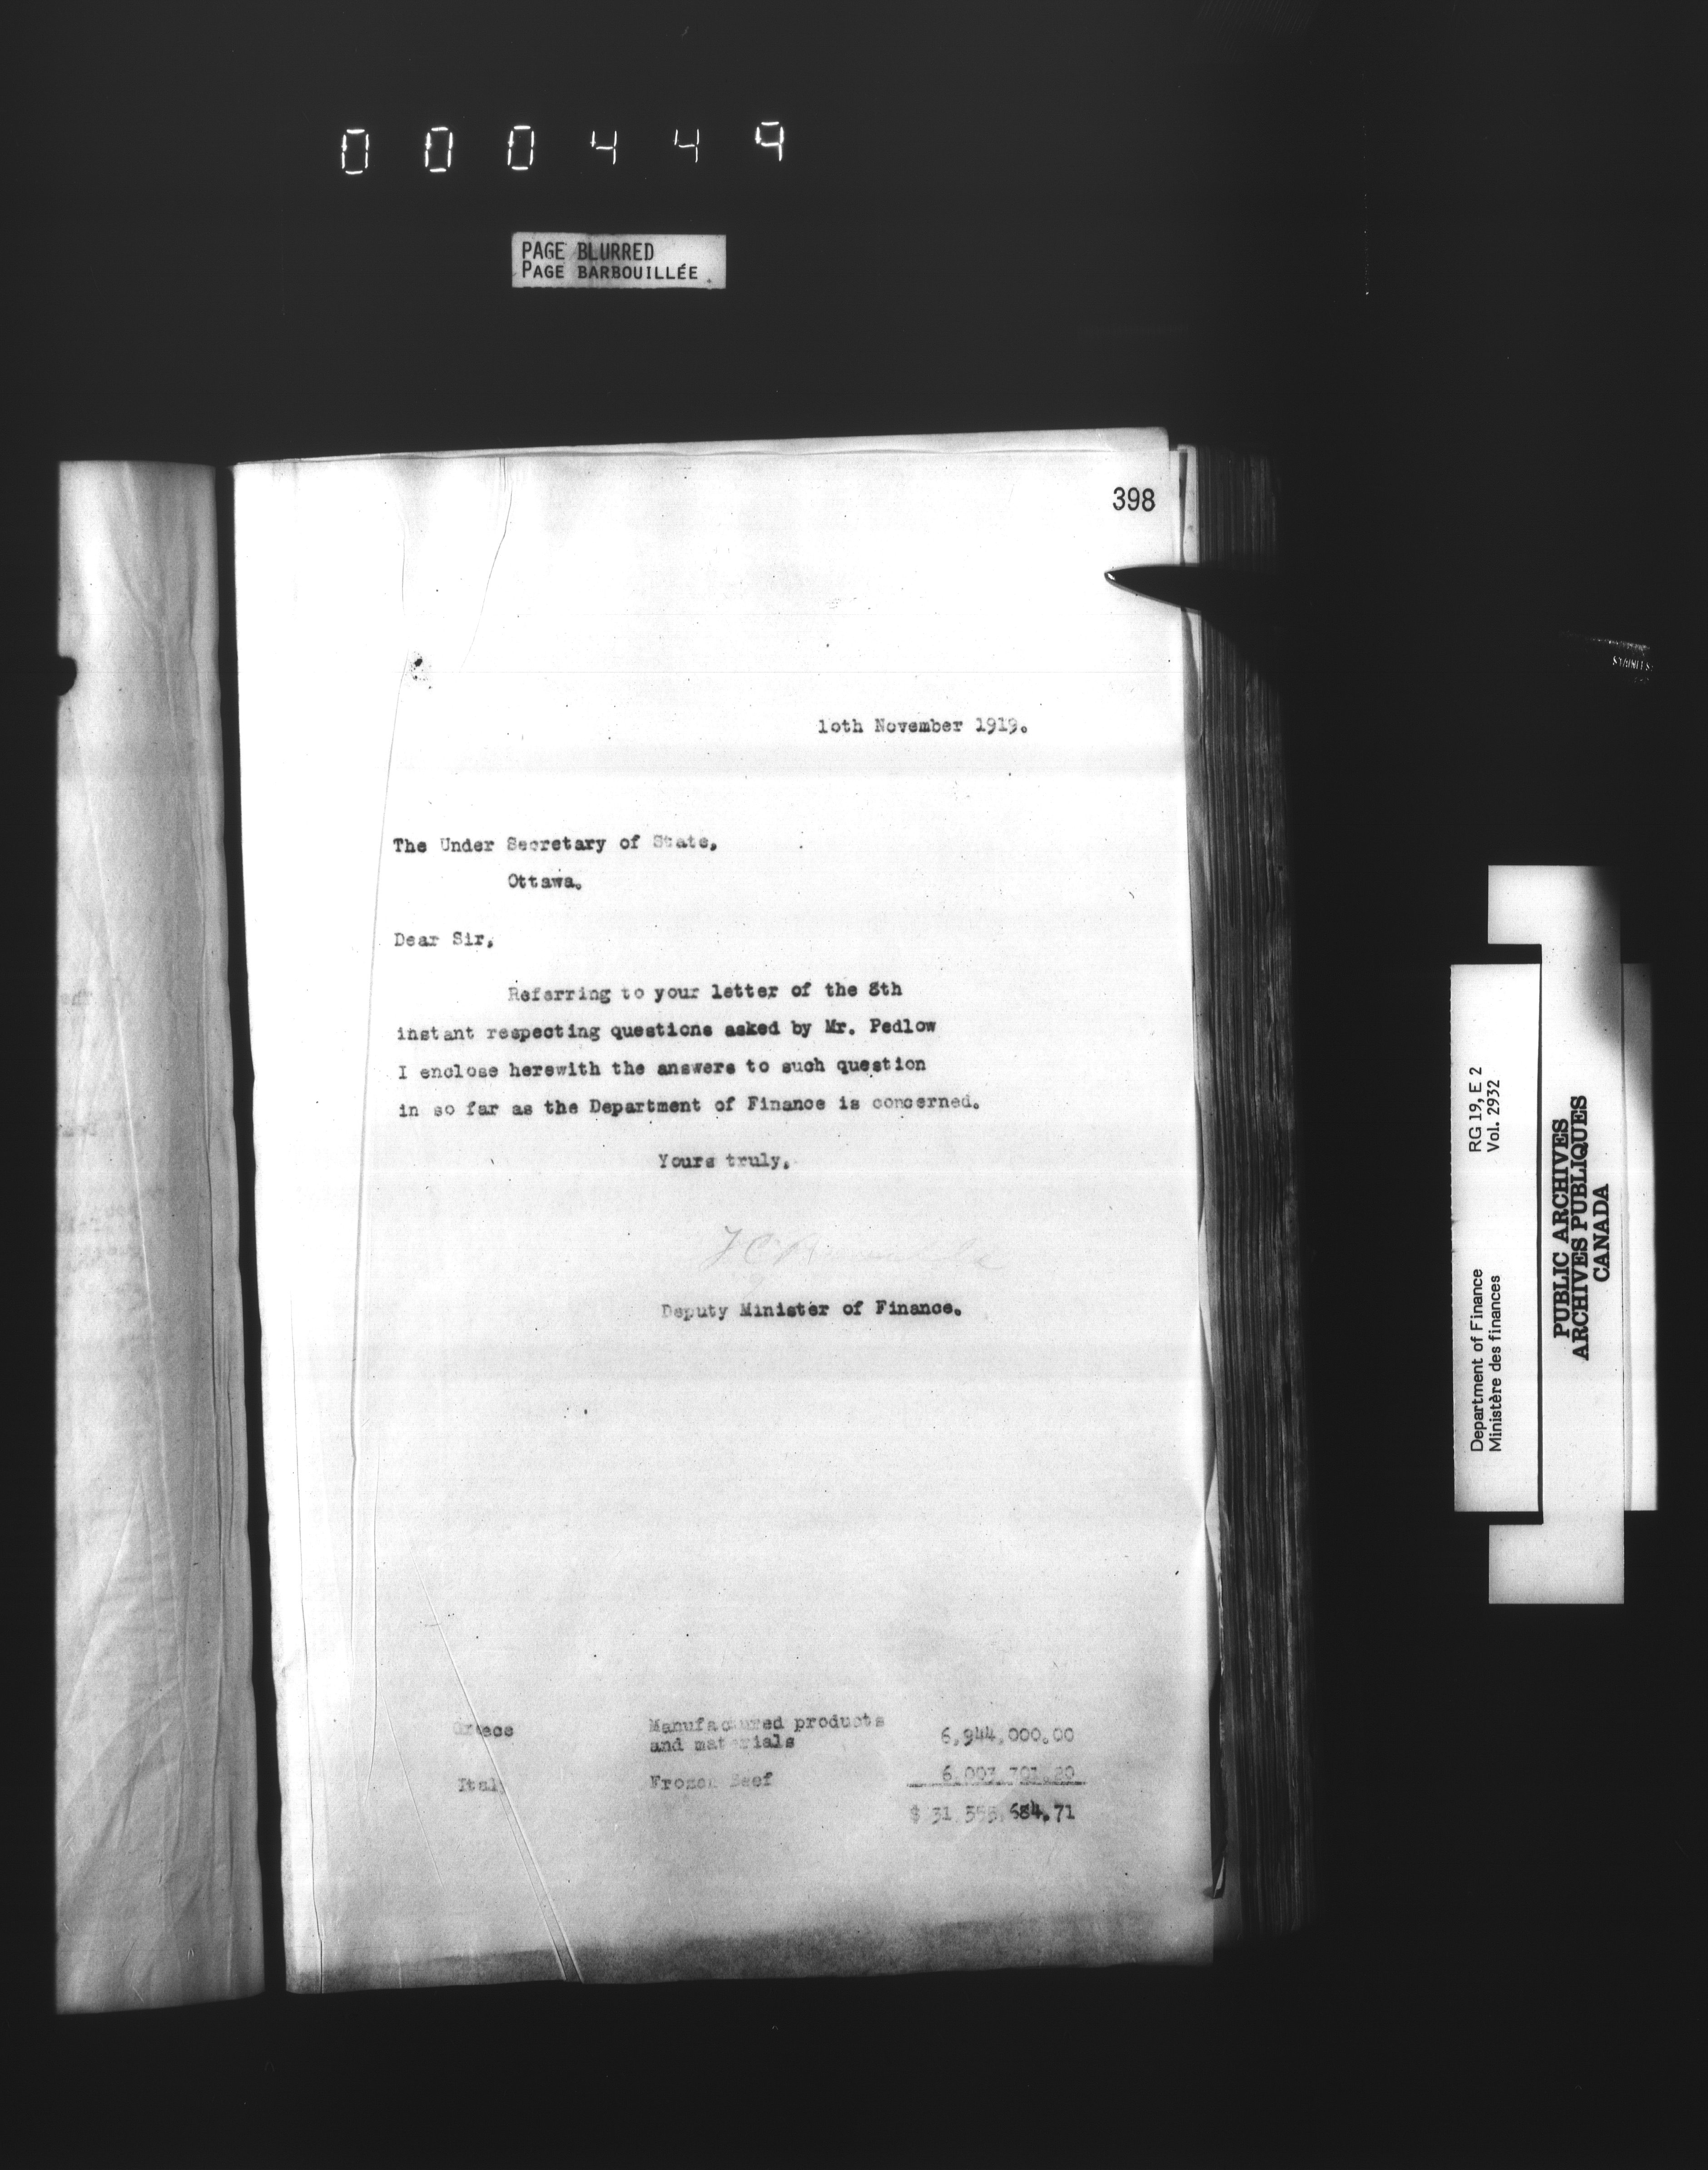 000449
PAGE BLURRED
PAGE BARBOUILLÉE
398
10th November 1919.
The Under Secretary of State,
Ottawa.
Dear Sir,
Referring to your letter of the 8th
instant respecting questions asked by Mr. Pedlow
I enclose herewith the answers to such question
in so far as the Department of Finance is concerned.
Yours truly,
Deputy Minister of Finance.
Greece Manufactured products
and materials 6,944,000.00
Italy Frozen Beef
$ 31
Department of Finance RG 19, E 2
Ministère des finances Vol. 2932
PUBLIC ARCHIVES
ARCHIVES PUBLIQUES
CANADA